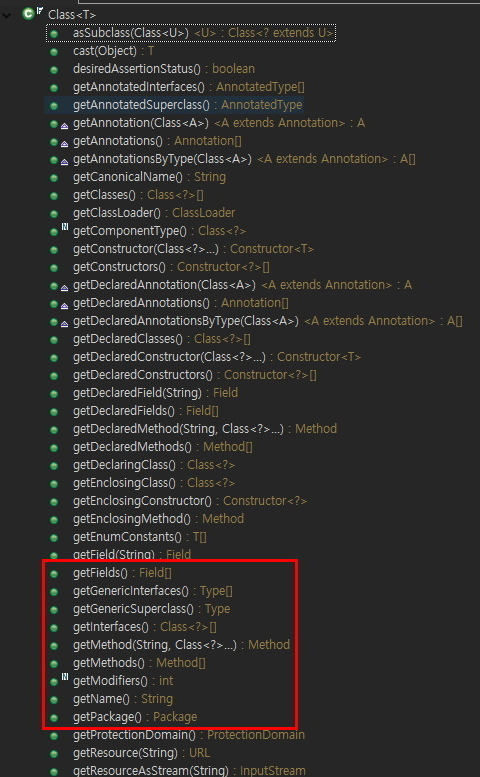 Class<T>
asSubclass(Class<U>) <U> : Class<? extends U>
cast(Object) : T
desiredAssertionStatus() : boolean
getAnnotatedInterfaces() : AnnotatedType[]
getAnnotatedSuperclass() : AnnotatedType
getAnnotation(Class<A>) <A extends Annotation> : A
getAnnotations() : Annotation[]
getAnnotationsByType(Class<A>) <A extends Annotation> : A[]
getCanonicalName() : String
getClasses() : Class<?>[]
getClassLoader() : ClassLoader
getComponentType() : Class<?>
getConstructor(Class<?>...) : Constructor<T>
getConstructors() : Constructor<?>[]
getDeclaredAnnotation(Class<A>) <A extends Annotation> : A
getDeclaredAnnotations() : Annotation[]
getDeclaredAnnotationsByType(Class<A>) <A extends Annotation> : A[]
getDeclaredClasses() : Class<?>[]
getDeclaredConstructor(Class<?>...) : Constructor<T>
getDeclaredConstructors() : Constructor<?>[]
getDeclaredField(String) : Field
getDeclaredFields() : Field[]
getDeclaredMethod(String, Class<?>...) : Method
getDeclaredMethods() : Method[]
getDeclaringClass() : Class<?>
getEnclosingClass() : Class<?>
getEnclosingConstructor() : Constructor<?>
getEnclosingMethod() : Method
getEnumConstants() : T[]
getField(String) : Field
getFields() : Field[]
getGenericInterfaces() : Type[]
getGenericSuperclass() : Type
getInterfaces() : Class<?>[]
getMethod(String, Class<?>...) : Method
getMethods() : Method[]
getModifiers() : int
getName() : String
getPackage() : Package
getProtectionDomain() : ProtectionDomain
getResource(String) : URL
getResourceAsStream(String) : InputStream